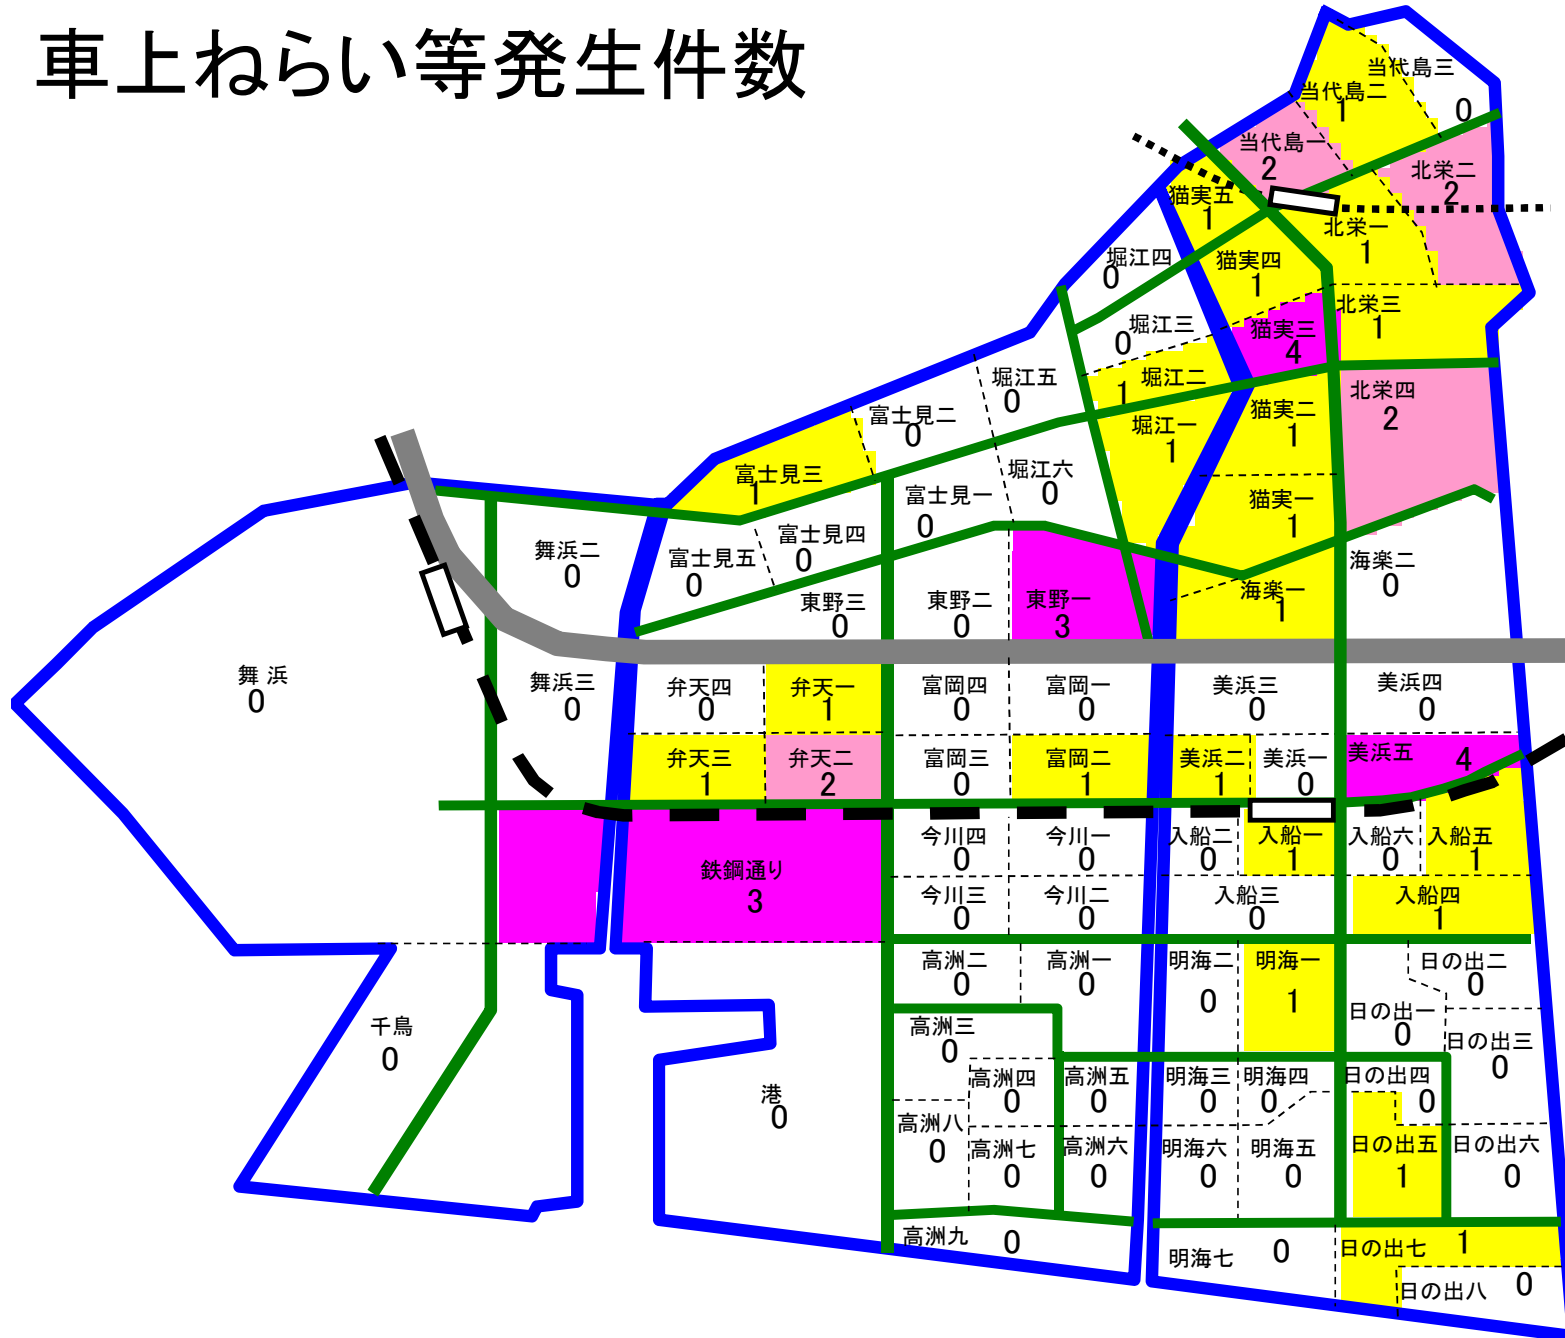 車上ねらい等発生件数
当代島三
0
当代島二
1
当代島一
2
北栄二
2
猫実五
1
北栄一
1
堀江四
0
猫実四
1
北栄三
1
堀江三
0
猫実三
4
堀江五
0
堀江二
1
北栄四
2
富士見二
0
猫実二
1
堀江一
1
富士見三
1
堀江六
0
富士見一
0
猫実一
1
富士見四
0
舞浜二
0
富士見五
0
海楽二
0
海楽一
1
東野三
0
東野二
0
東野一
3
舞浜
0
舞浜三
0
弁天四
0
弁天一
1
富岡四
0
富岡一
0
美浜三
0
美浜四
0
弁天三
1
弁天二
2
富岡三
0
富岡二
1
美浜二
1
美浜一
0
美浜五
4
今川四
0
今川一
0
入船二
0
入船一
1
入船六
0
入船五
1
鉄鋼通り
3
今川三
0
今川二
0
入船三
0
入船四
1
高洲二
0
高洲一
0
明海二
0
明海一
1
日の出二
0
日の出一
0
千鳥
0
高洲三
0
日の出三
0
高洲四
0
高洲五
0
明海三
0
明海四
0
日の出四
0
港
0
高洲八
0
高洲七
0
高洲六
0
明海六
0
明海五
0
日の出五
1
日の出六
0
高洲九
0
明海七
0
日の出七
1
日の出八
0